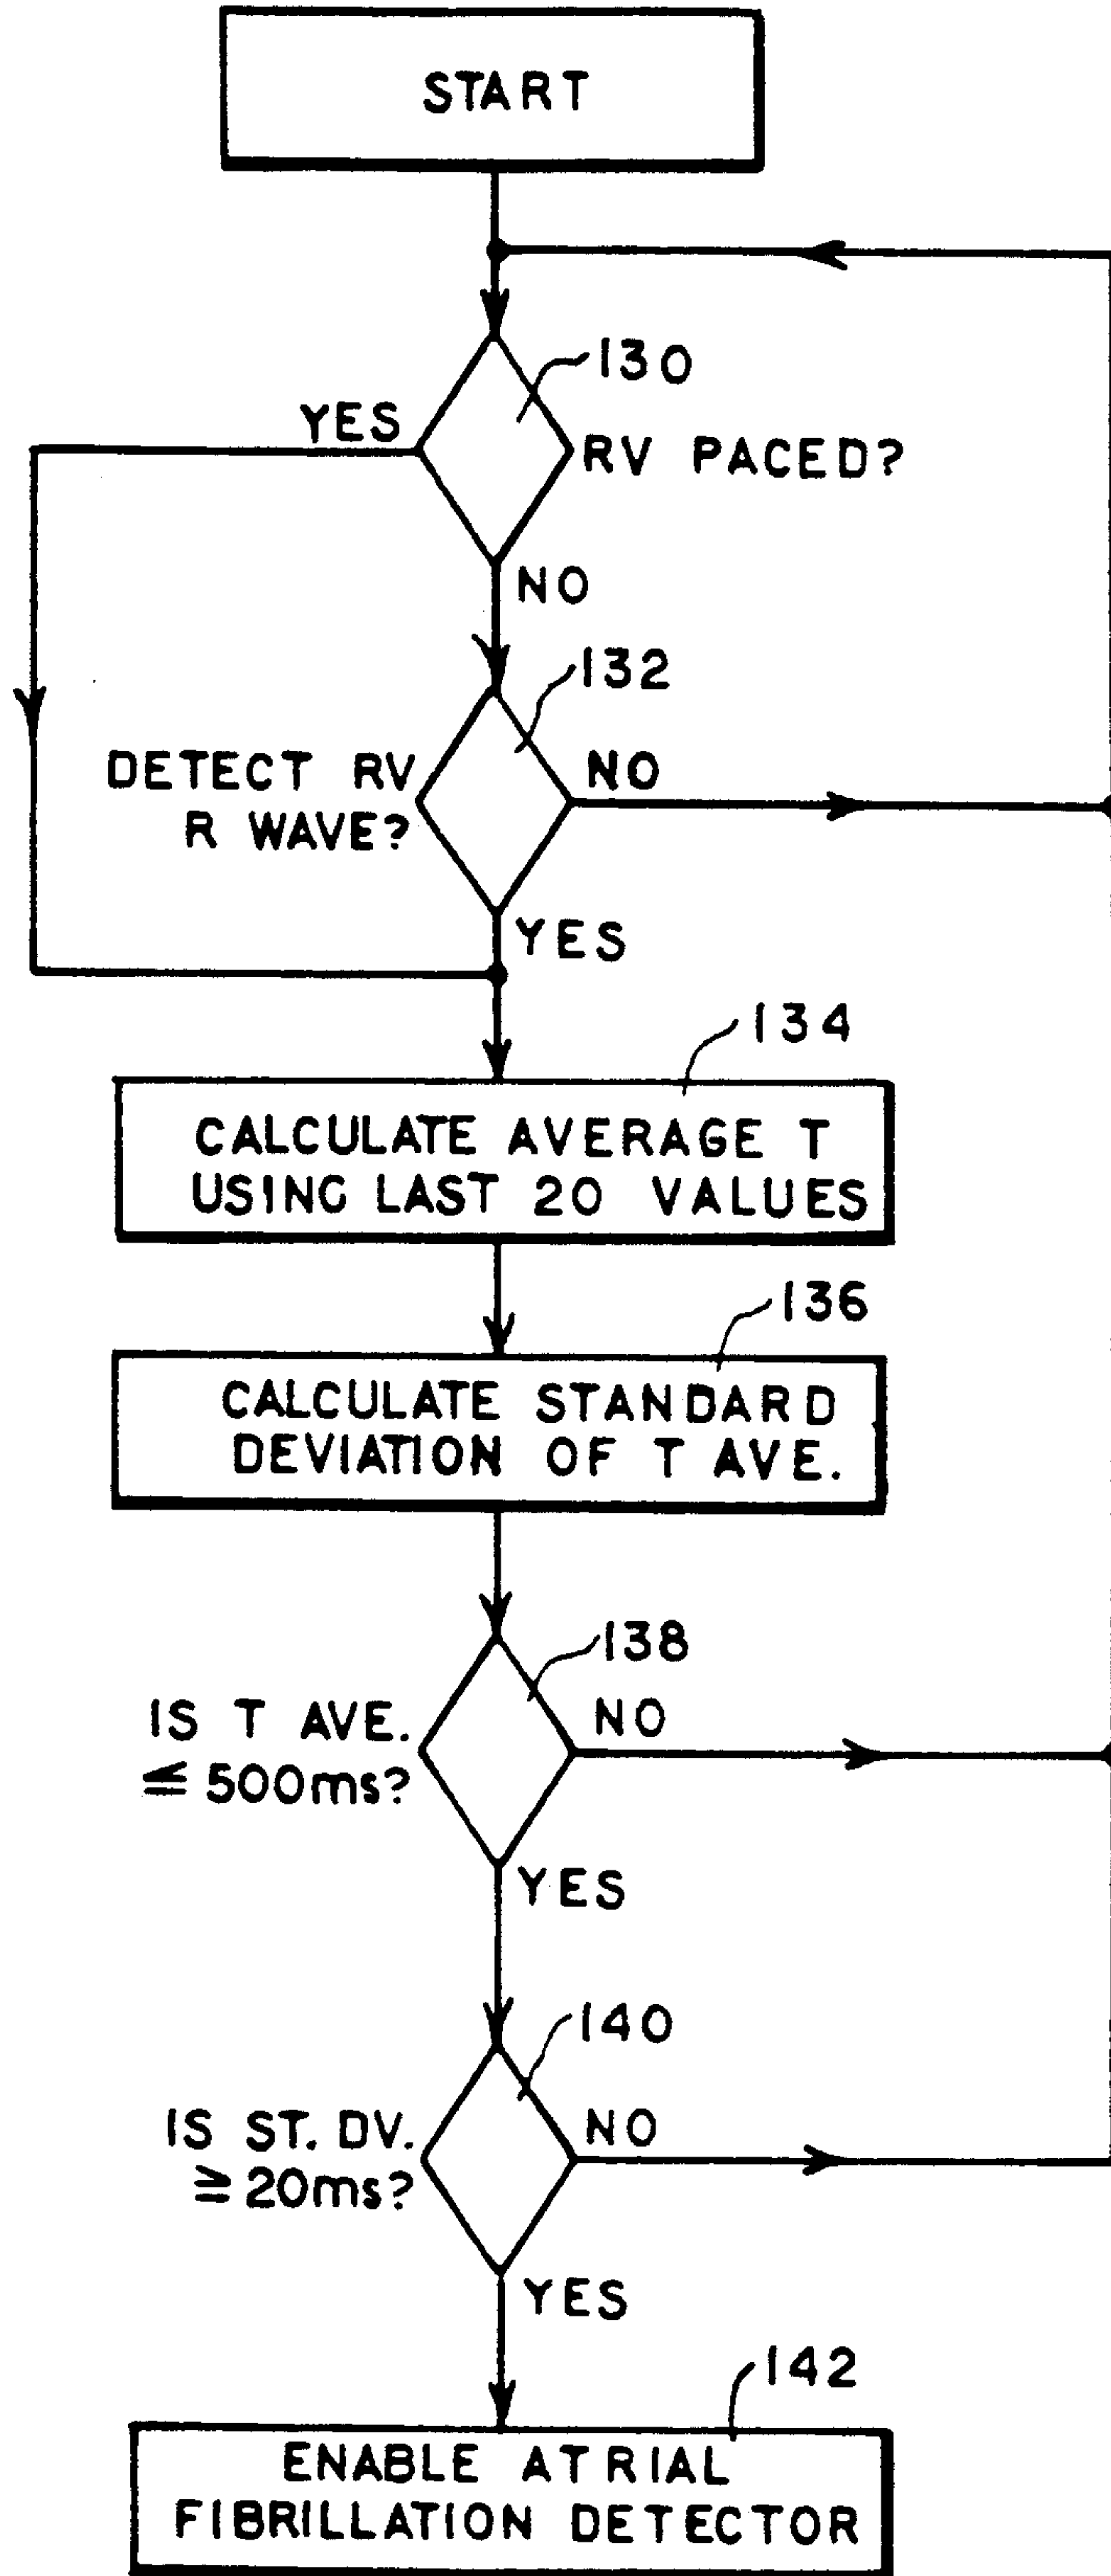 START
130
YES
RV PACED?
NO
132
DETECT RV
R WAVE?
NO
YES
134
CALCULATE AVERAGE T
USING LAST 20 VALUES
136
CALCULATE STANDARD
DEVIATION OF T AVE.
138
IS T AVE.
≦ 500ms?
NO
YES
140
IS ST. DV.
≧ 20ms?
NO
YES
142
ENABLE ATRIAL
FIBRILLATION DETECTOR